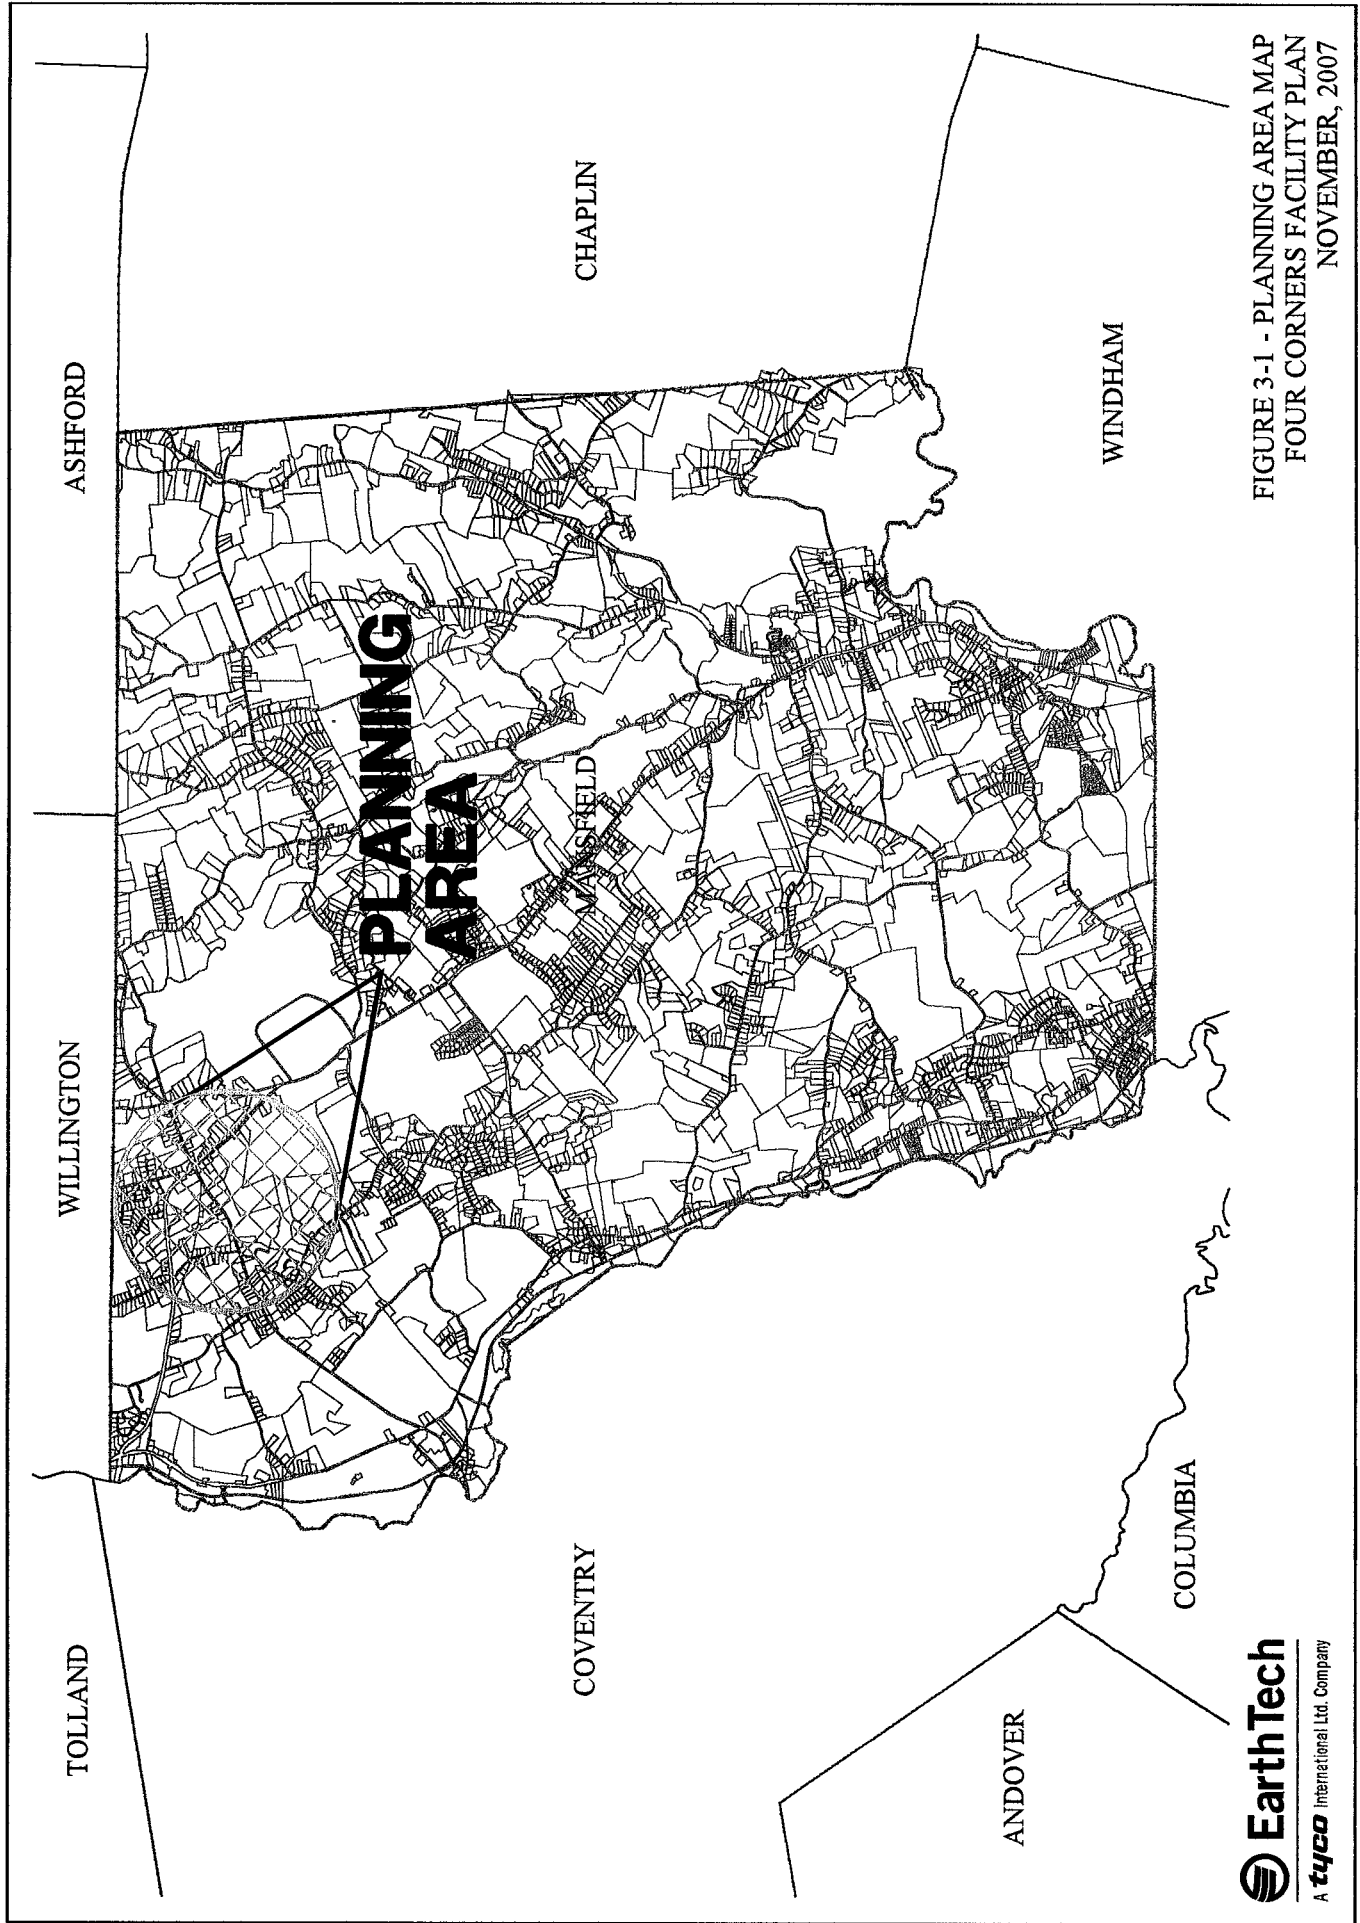 TOLLAND
WILLINGTON
ASHFORD
PLANNING
AREA
COVENTRY
MANSFIELD
CHAPLIN
ANDOVER
COLUMBIA
WINDHAM
EarthTech
A tyco International Ltd. Company
FIGURE 3-1 - PLANNING AREA MAP
FOUR CORNERS FACILITY PLAN
NOVEMBER, 2007